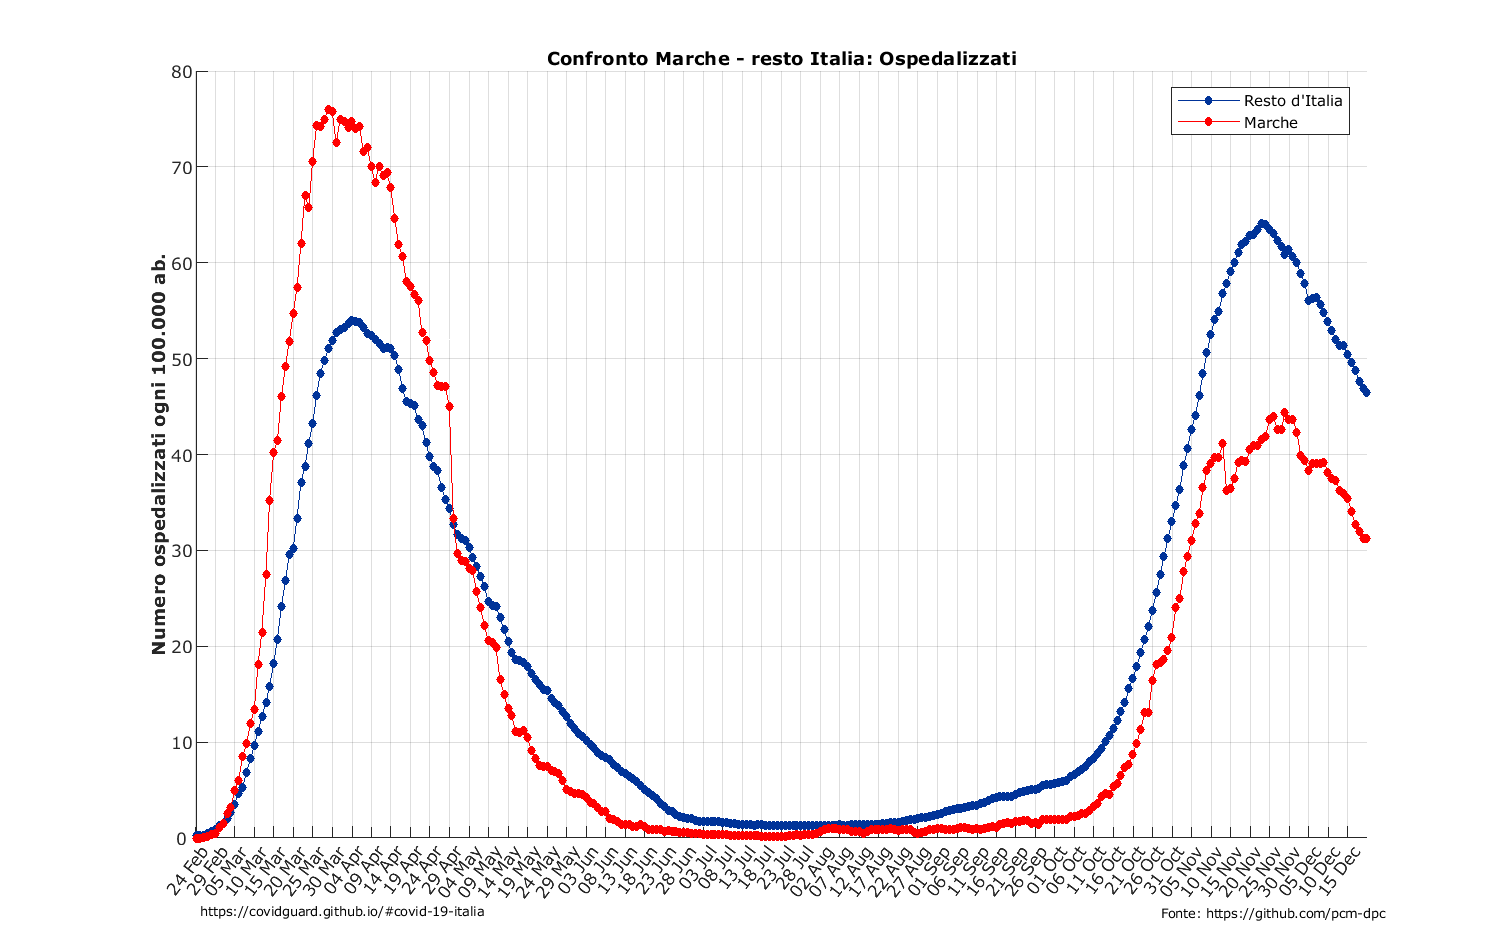 Confronto Marche - resto Italia: Ospedalizzati
Resto d'Italia
Marche
Numero ospedalizzati ogni 100.000 ab.
80
70
60
50
40
30
20
10
0
24 Feb
29 Feb
05 Mar
10 Mar
15 Mar
20 Mar
25 Mar
30 Mar
04 Apr
09 Apr
14 Apr
19 Apr
24 Apr
29 Apr
04 May
09 May
14 May
19 May
24 May
29 May
03 Jun
08 Jun
13 Jun
18 Jun
23 Jun
28 Jun
03 Jul
08 Jul
13 Jul
18 Jul
23 Jul
28 Jul
02 Aug
07 Aug
12 Aug
17 Aug
22 Aug
27 Aug
01 Sep
06 Sep
11 Sep
16 Sep
21 Sep
26 Sep
01 Oct
06 Oct
11 Oct
16 Oct
21 Oct
26 Oct
31 Oct
05 Nov
10 Nov
15 Nov
20 Nov
25 Nov
30 Nov
05 Dec
10 Dec
15 Dec
https://covidguard.github.io/#covid-19-italia
Fonte: https://github.com/pcm-dpc